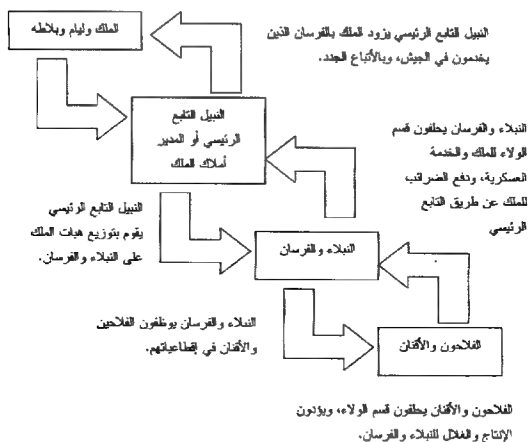 الملك وليام وبلاطه
النبيل التابع الرئيسي يزود الملك بالفرسان الذين
يخدمون في الجيش، وبالأتباع الجدد.
النبيل التابع
الرئيسي أو المدير
أملاك الملك
النبلاء والفرسان يحلفون قسم
الولاء للملك والخدمة
العسكرية، ودفع الضرائب
للملك عن طريق التابع
الرئيسي
النبيل التابع الرئيسي
يقوم بتوزيع هبات الملك
على النبلاء والفرسان.
النبلاء والفرسان
النبلاء والفرسان يوظفون الفلاحين
والأقنان في إقطاعياتهم.
الفلاحون والأقنان
الفلاحون والأقنان يحلفون قسم الولاء، ويؤدون
الإنتاج والغلال للنبلاء والفرسان.